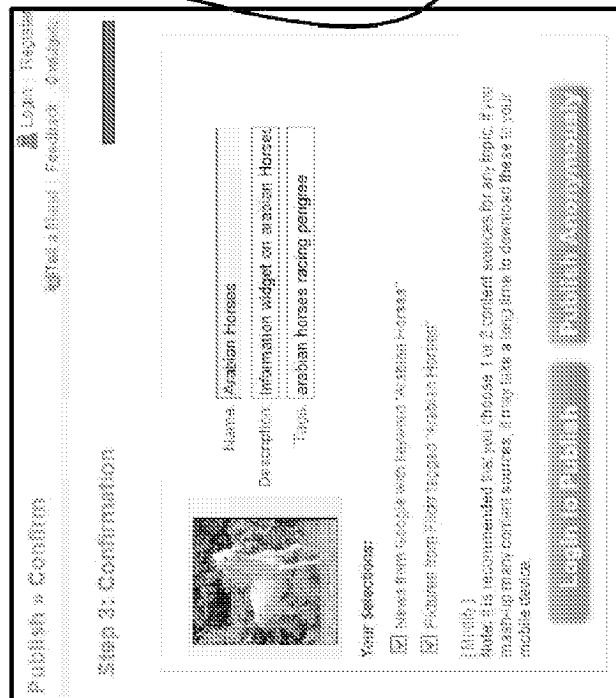 Login | Register
Tell a friend | Feedback
Publish » Confirm
Step 3: Confirmation
Name: Arabian Horses
Description: Information widget on arabian Horses
Tags: arabian horses racing perigree
Your Selections:
News from Google with keyword "Arabian Horses"
Pictures from Flickr tagged "Arabian Horses"
Note: It is recommended that you choose 1 or 2 content sources for any topic. If you
mash-up many content sources, it may take a long time to download these to your
mobile device.
Login to publish
Publish Anonymously